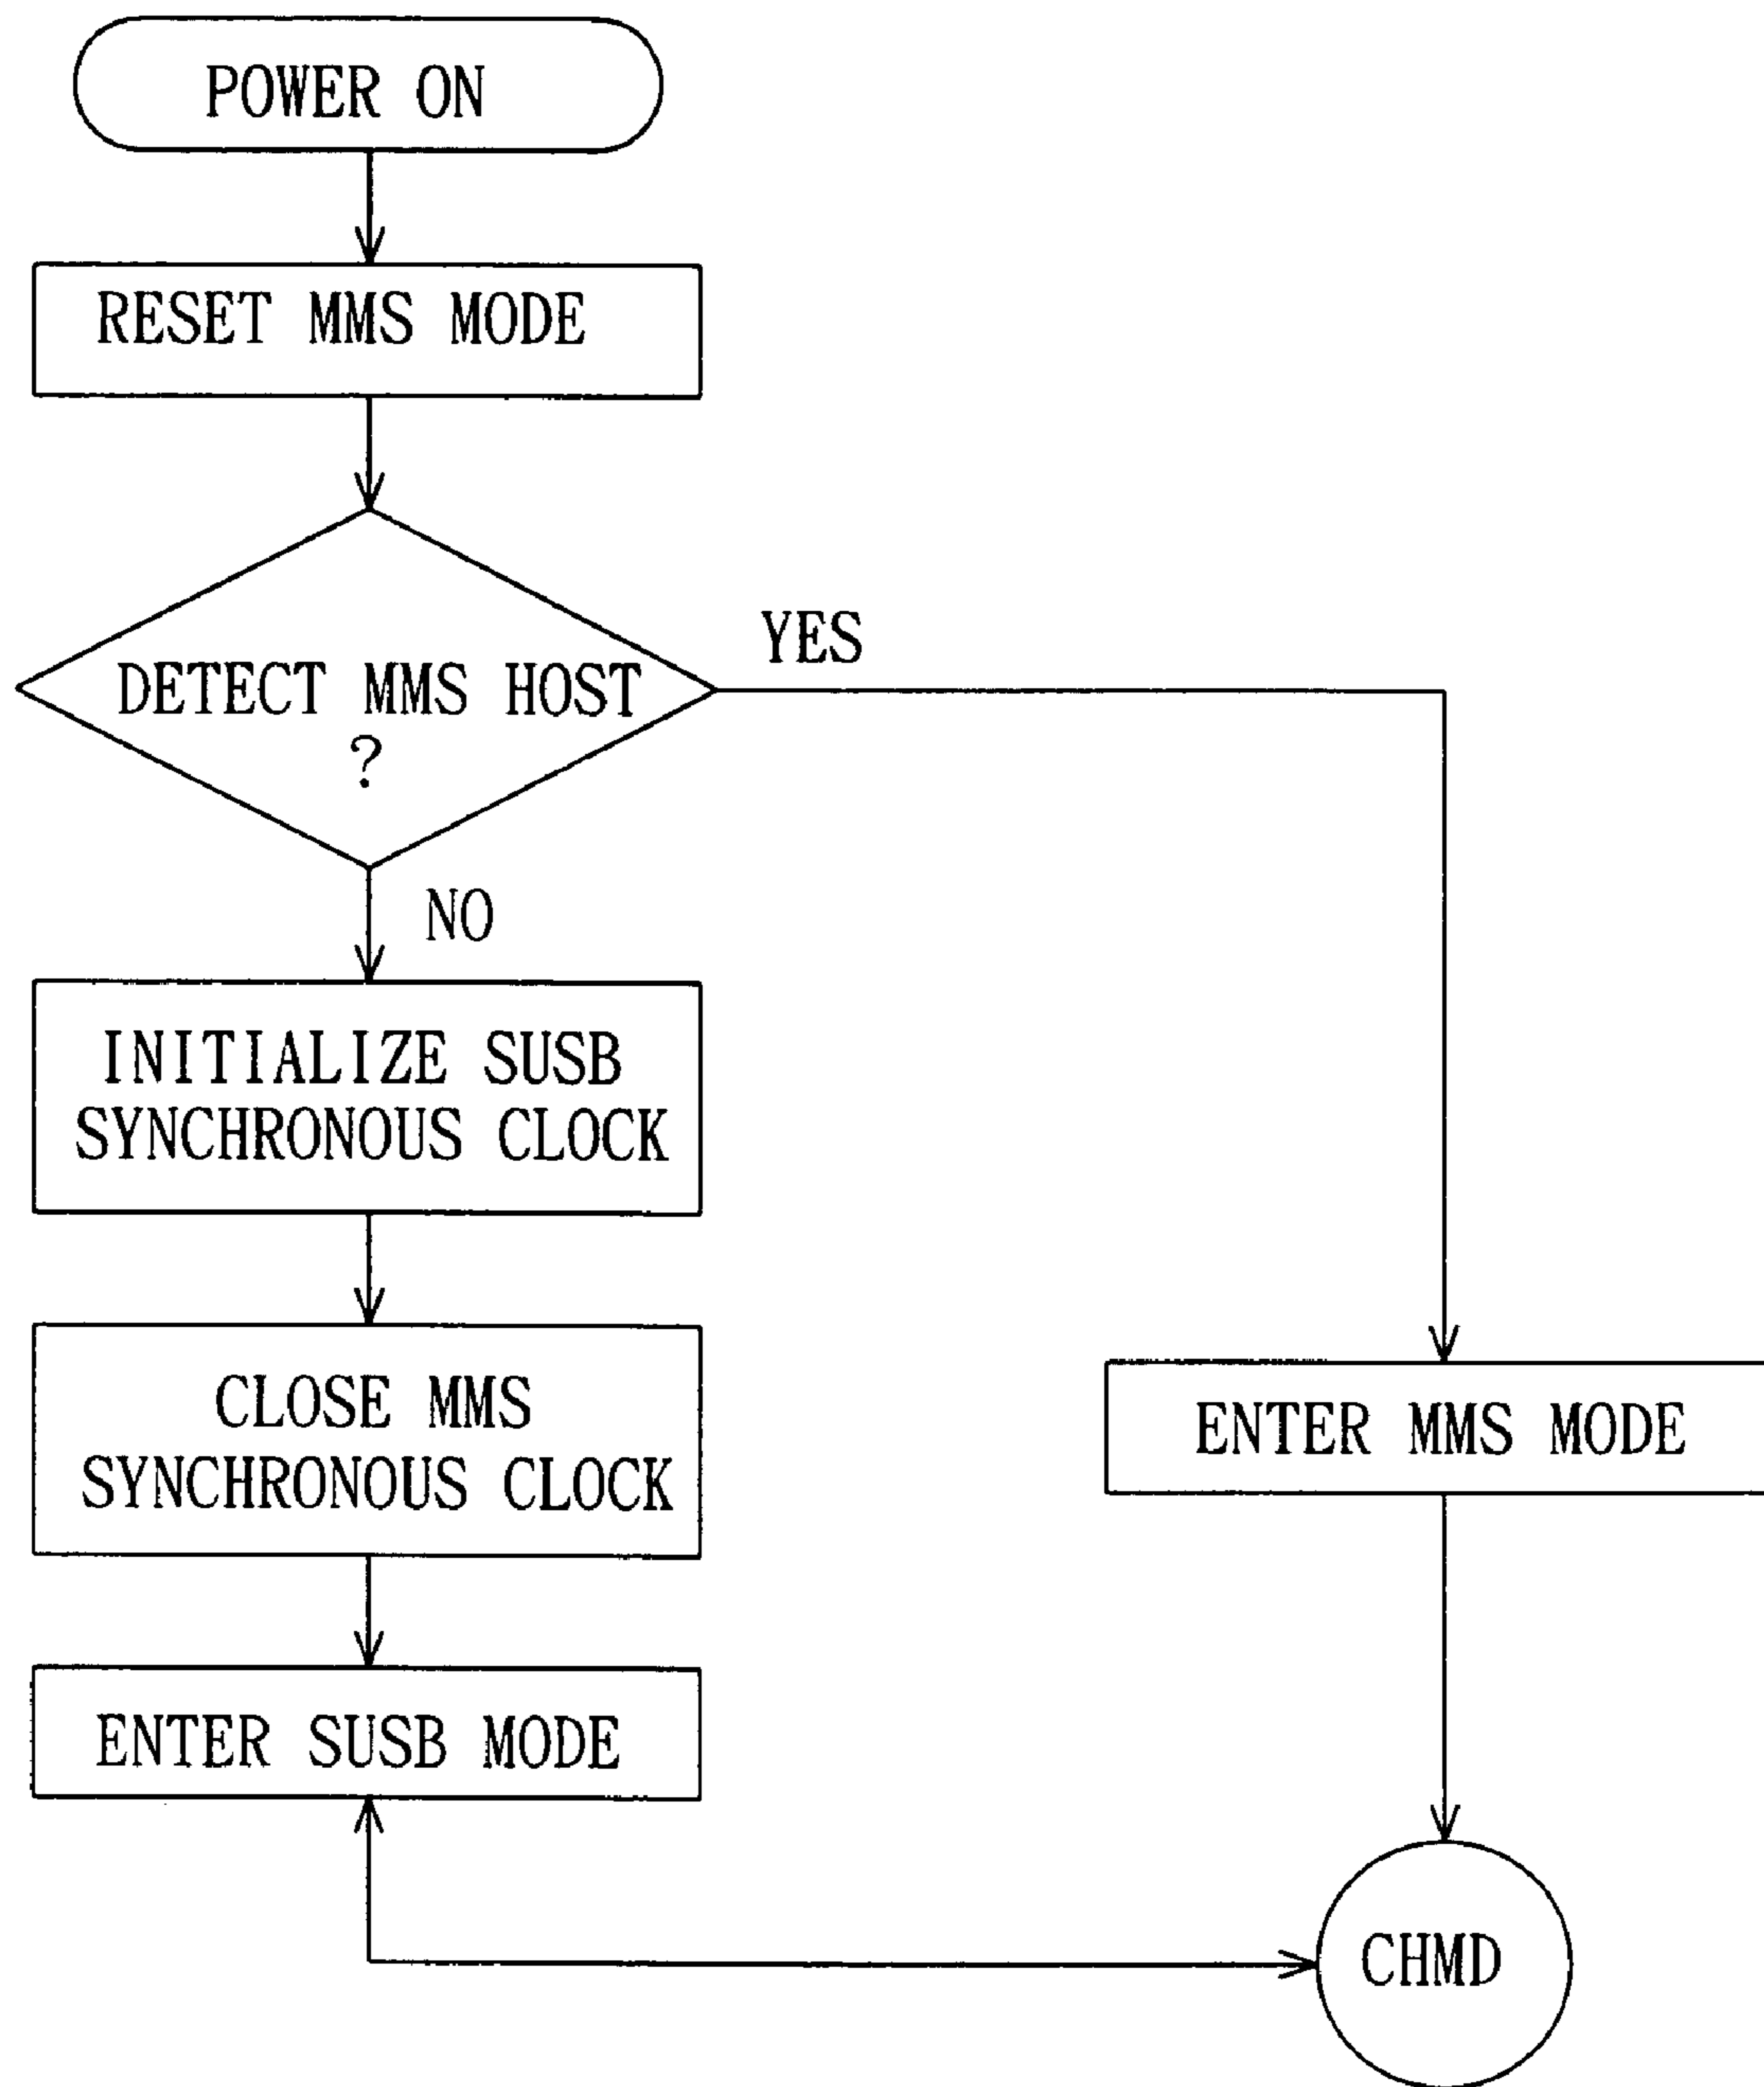 POWER ON
RESET MMS MODE
DETECT MMS HOST
?
YES
NO
INITIALIZE SUSB
SYNCHRONOUS CLOCK
CLOSE MMS
SYNCHRONOUS CLOCK
ENTER MMS MODE
ENTER SUSB MODE
CHMD